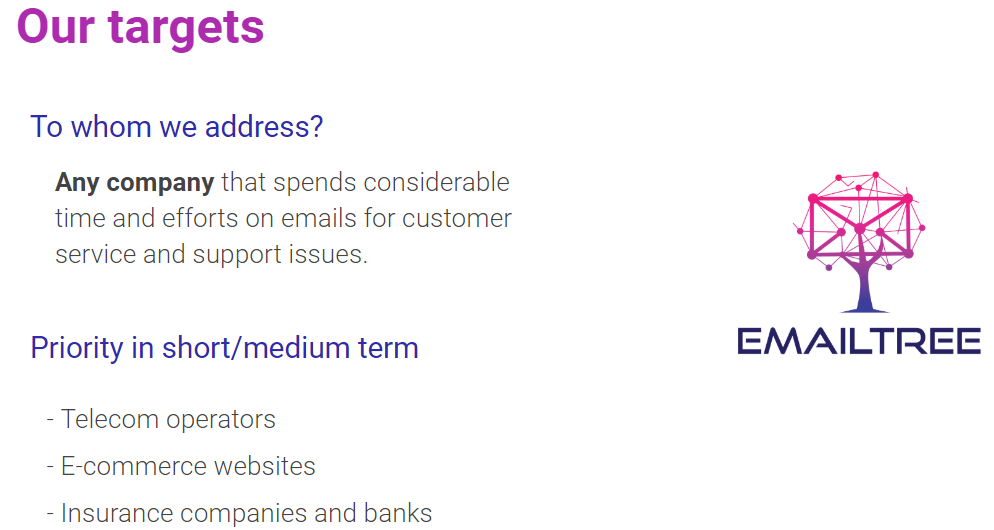 Our targets
To whom we address?
Any company that spends considerable
time and efforts on emails for customer
service and support issues.
EMAILTREE
Priority in short/medium term
- Telecom operators
- E-commerce websites
- Insurance companies and banks